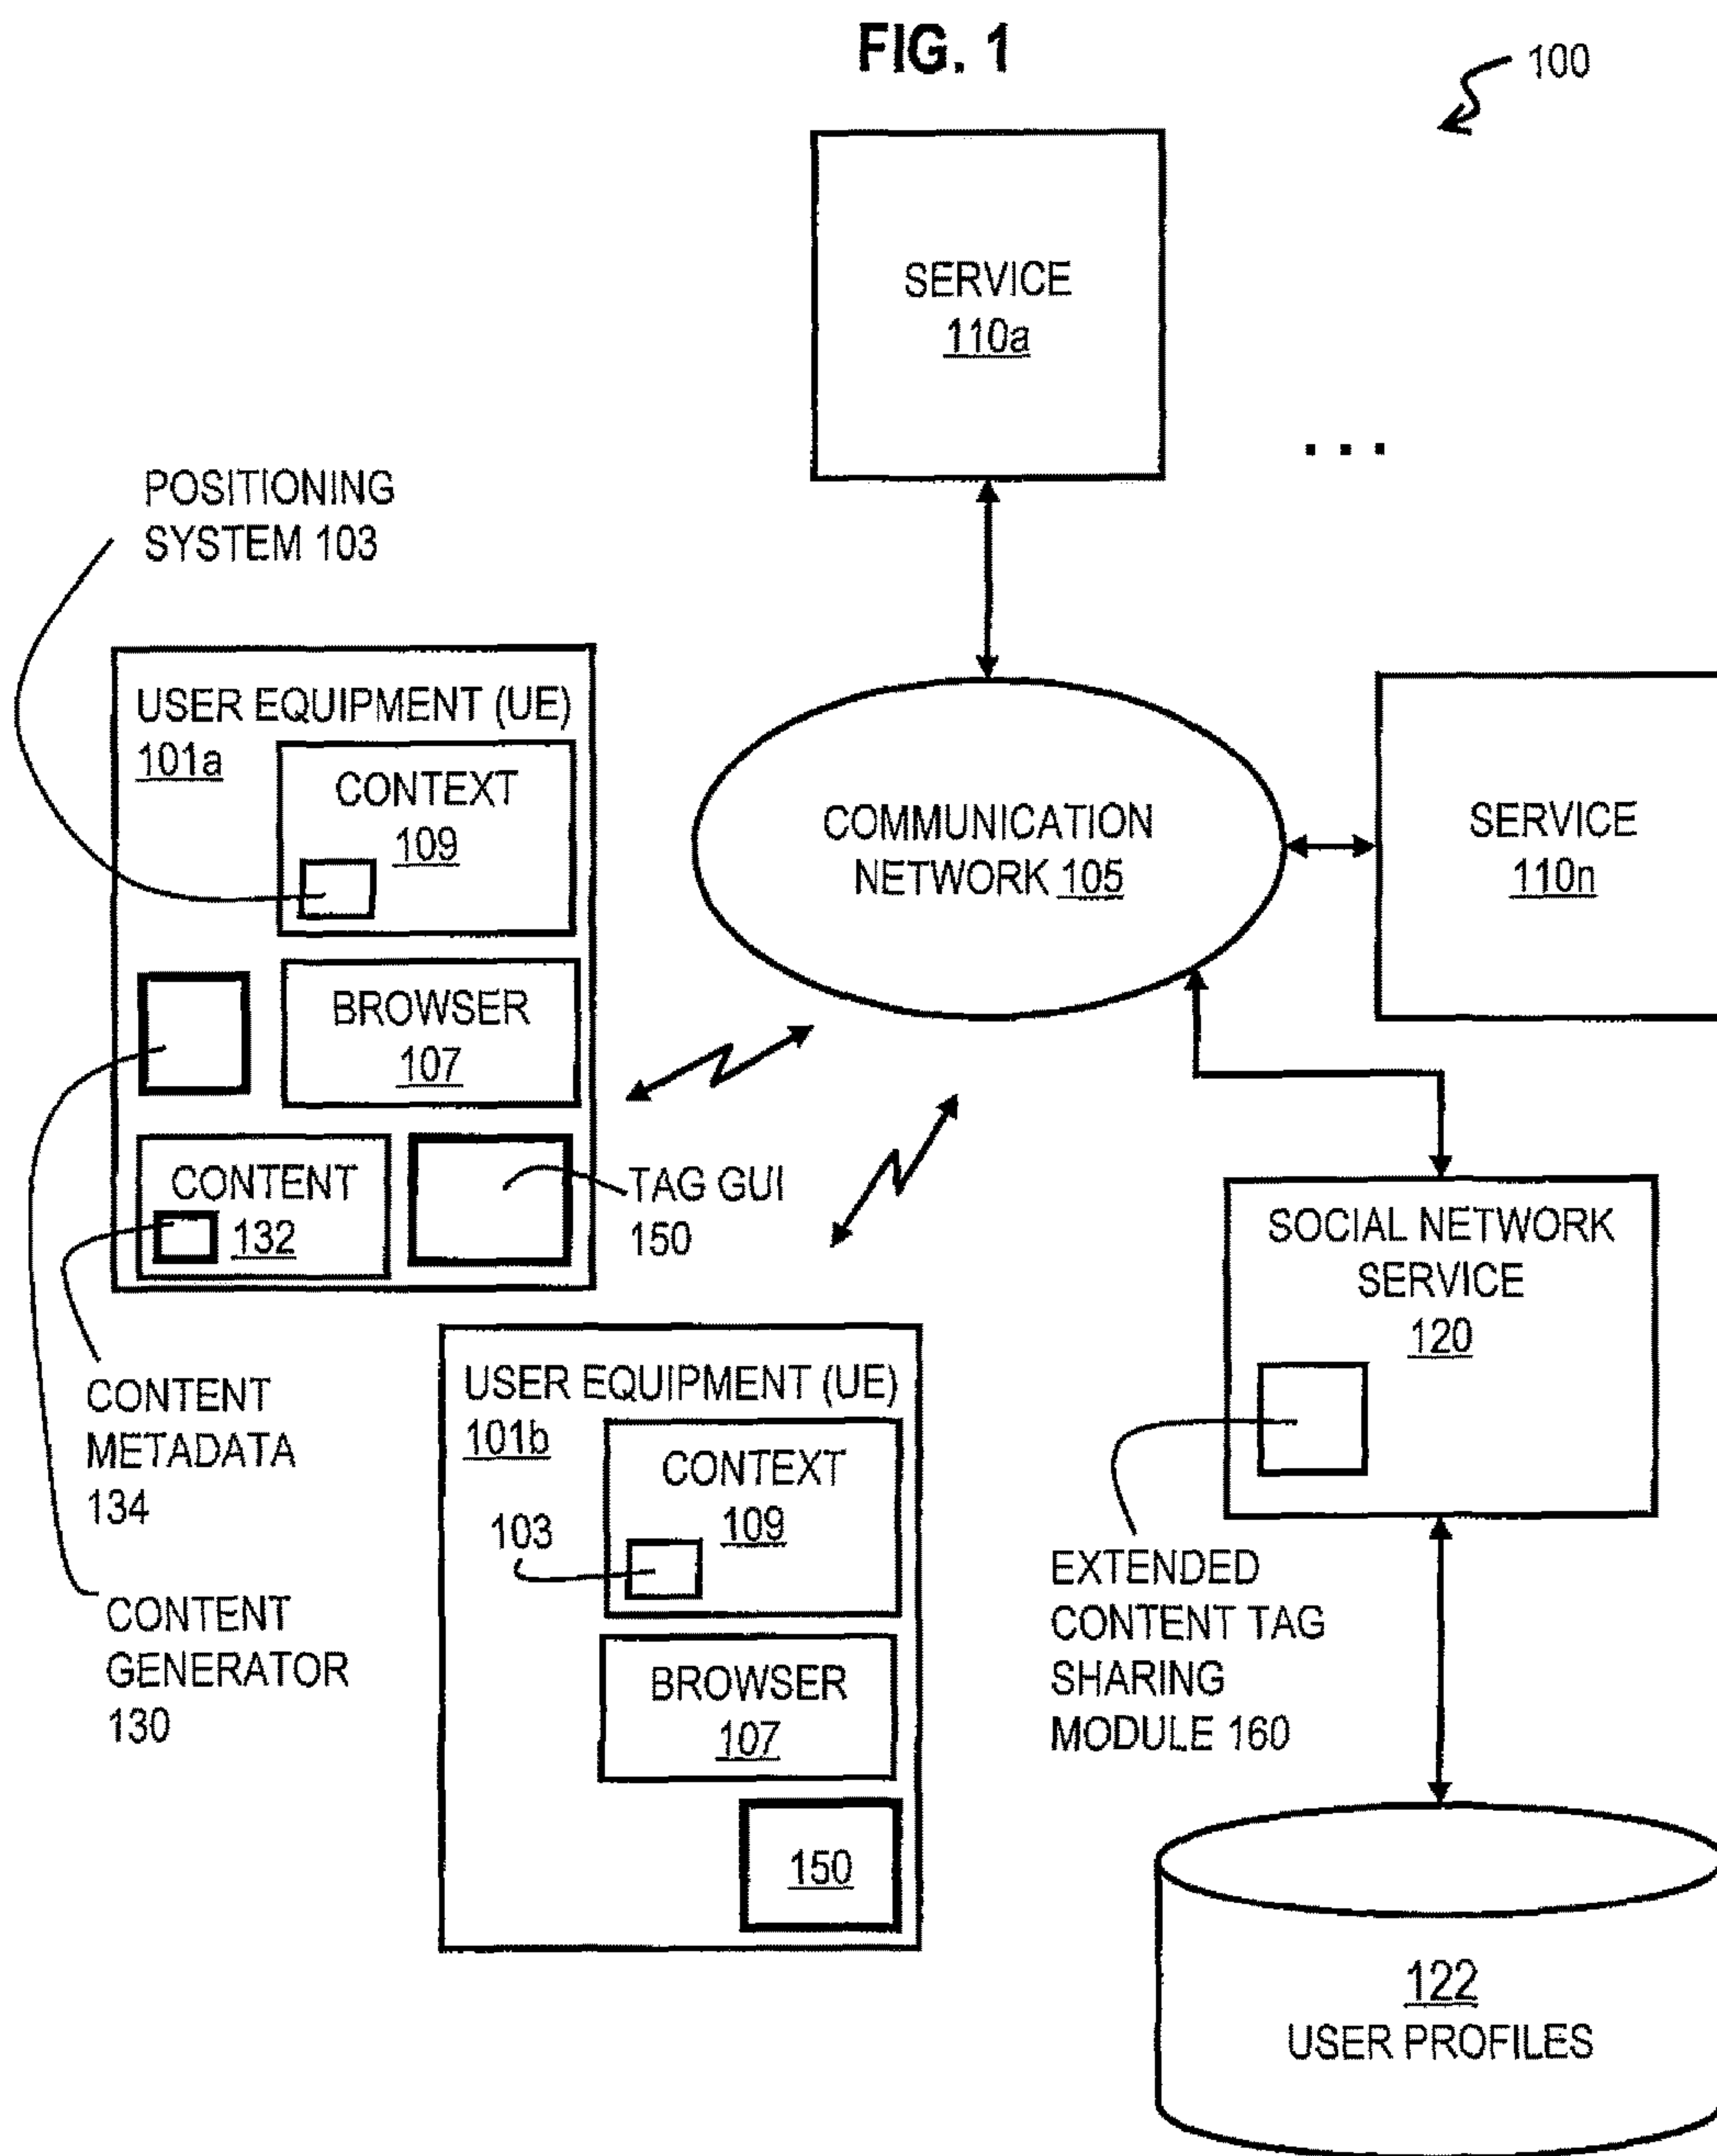 FIG. 1
100
SERVICE
110a
. . .
POSITIONING
SYSTEM 103
USER EQUIPMENT (UE)
101a
CONTEXT
109
BROWSER
107
CONTENT
132
TAG GUI
150
COMMUNICATION
NETWORK 105
SERVICE
110n
SOCIAL NETWORK
SERVICE
120
CONTENT
METADATA
134
CONTENT
GENERATOR
130
USER EQUIPMENT (UE)
101b
CONTEXT
109
103
BROWSER
107
150
EXTENDED
CONTENT TAG
SHARING
MODULE 160
122
USER PROFILES